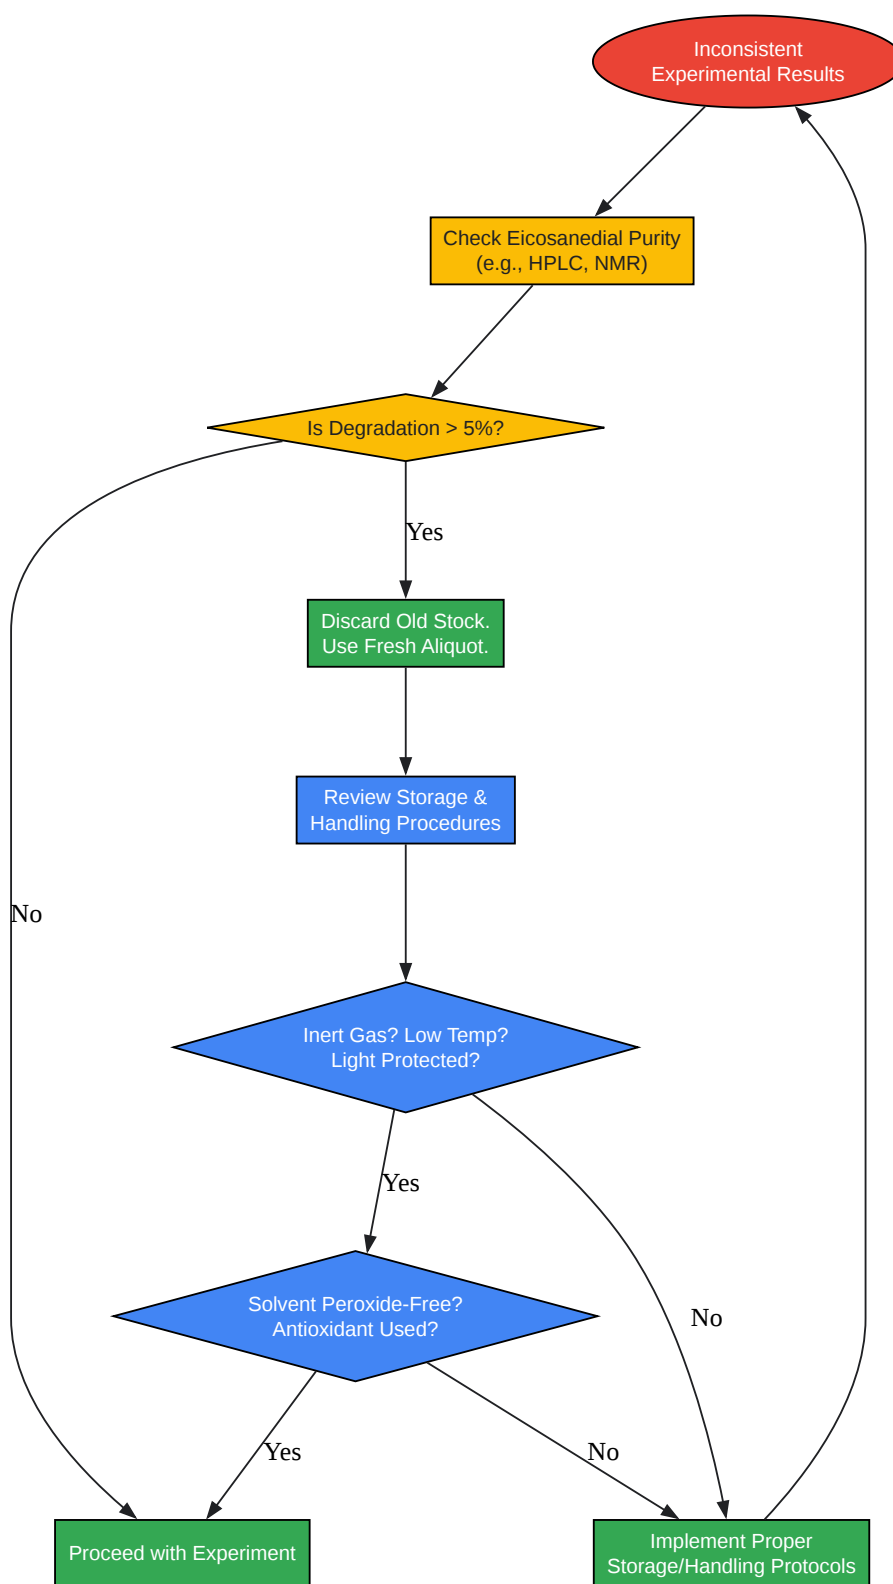 Inconsistent
Experimental Results
Check Eicosanedial Purity
(e.g., HPLC, NMR)
Is Degradation > 5%?
Yes
Discard Old Stock.
Use Fresh Aliquot.
Review Storage &
Handling Procedures
No
Inert Gas? Low Temp?
Light Protected?
Yes
Solvent Peroxide-Free?
Antioxidant Used?
No
Yes
No
Proceed with Experiment
Implement Proper
Storage/Handling Protocols